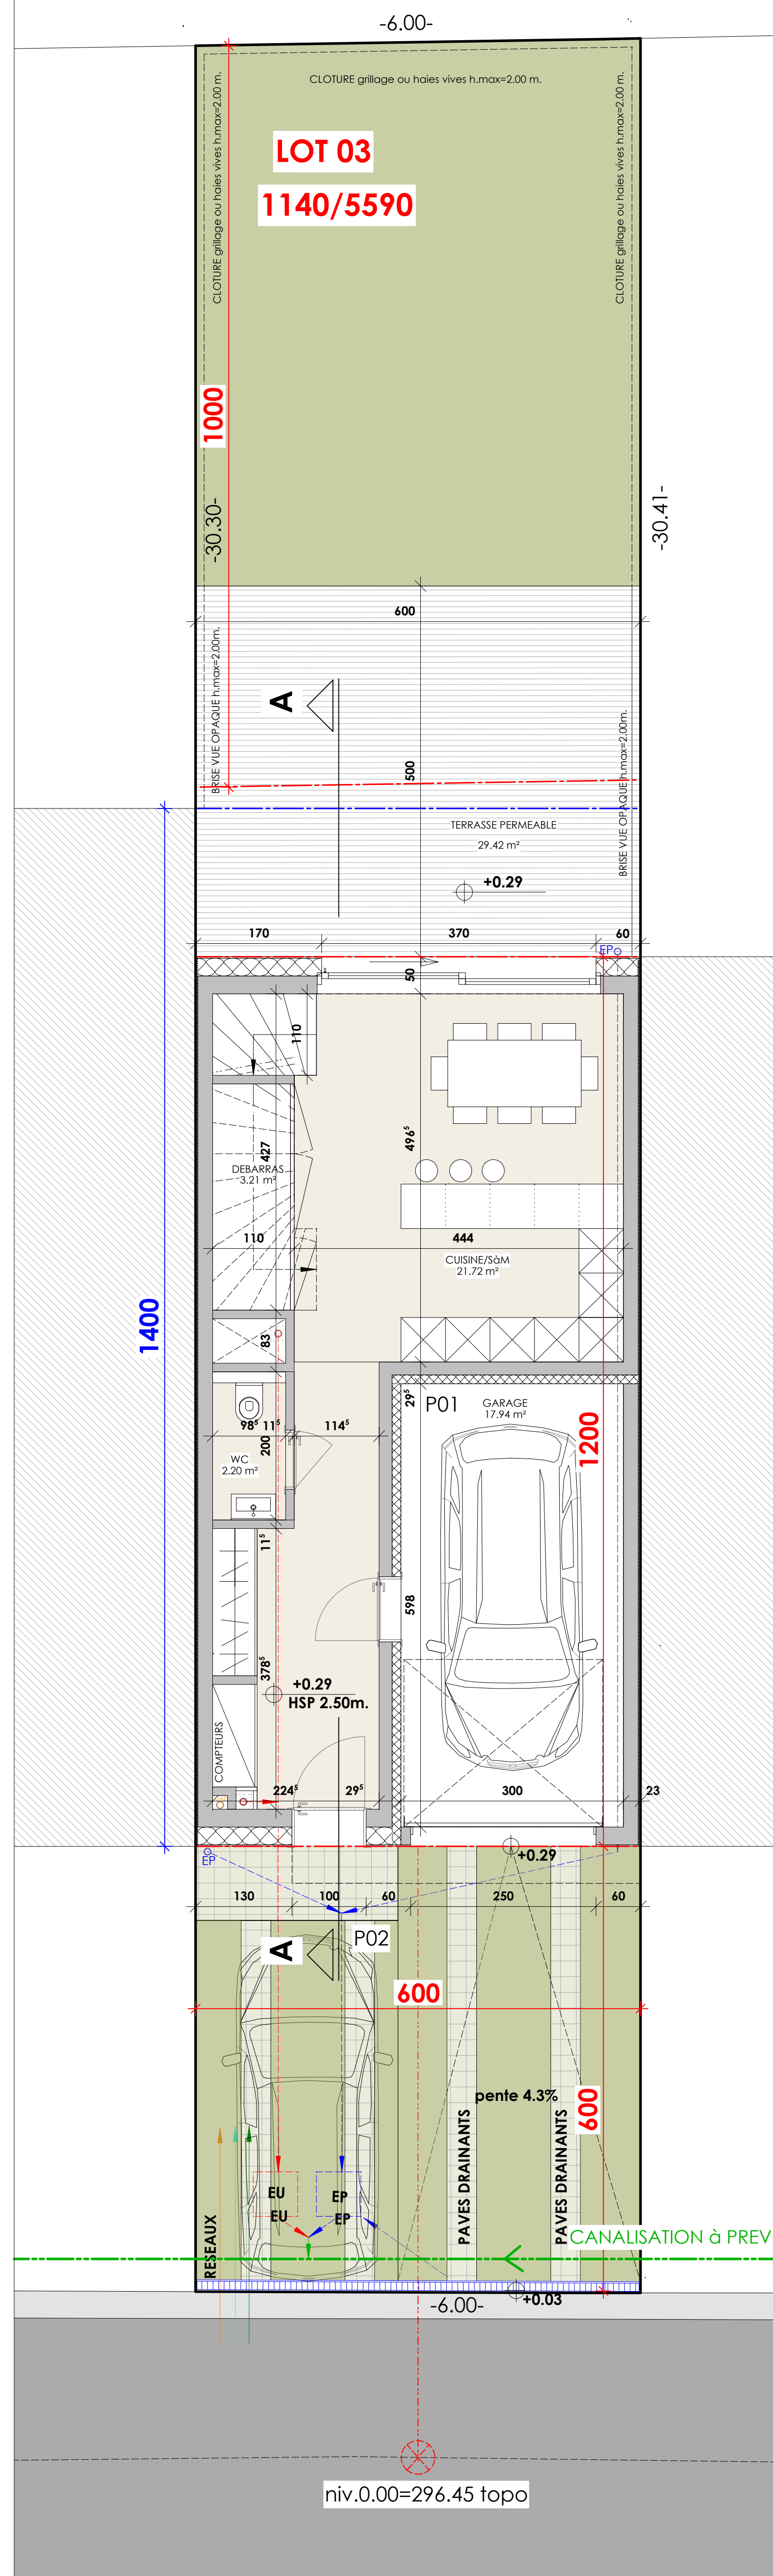 -6.00-
CLOTURE grillage ou haies vives h.max=2.00 m.
CLOTURE grillage ou haies vives h.max=2.00 m.
CLOTURE grillage ou haies vives h.max=2.00 m.
LOT 03
1140/5590
1000
-30.30-
-30.41-
600
BRISE VUE OPAQUE h.max=2.00m.
A
500
BRISE VUE OPAQUE h.max=2.00m.
TERRASSE PERMEABLE
29.42 m²
+0.29
170
370
60
EP
50
110
496⁵
427
DEBARRAS
3.21 m²
110
444
CUISINE/SàM
21.72 m²
1400
83
29⁵
P01
GARAGE
17.94 m²
98⁵
11⁵
114⁵
200
1200
WC
2.20 m²
11⁵
598
378⁵
+0.29
HSP 2.50m.
COMPTEURS
224⁵
29⁵
300
23
EP
+0.29
130
100
60
250
60
A
P02
600
pente 4.3%
600
PAVES DRAINANTS
PAVES DRAINANTS
EU
EP
EU
EP
RESEAUX
CANALISATION à PREV
-6.00-
+0.03
niv.0.00=296.45 topo